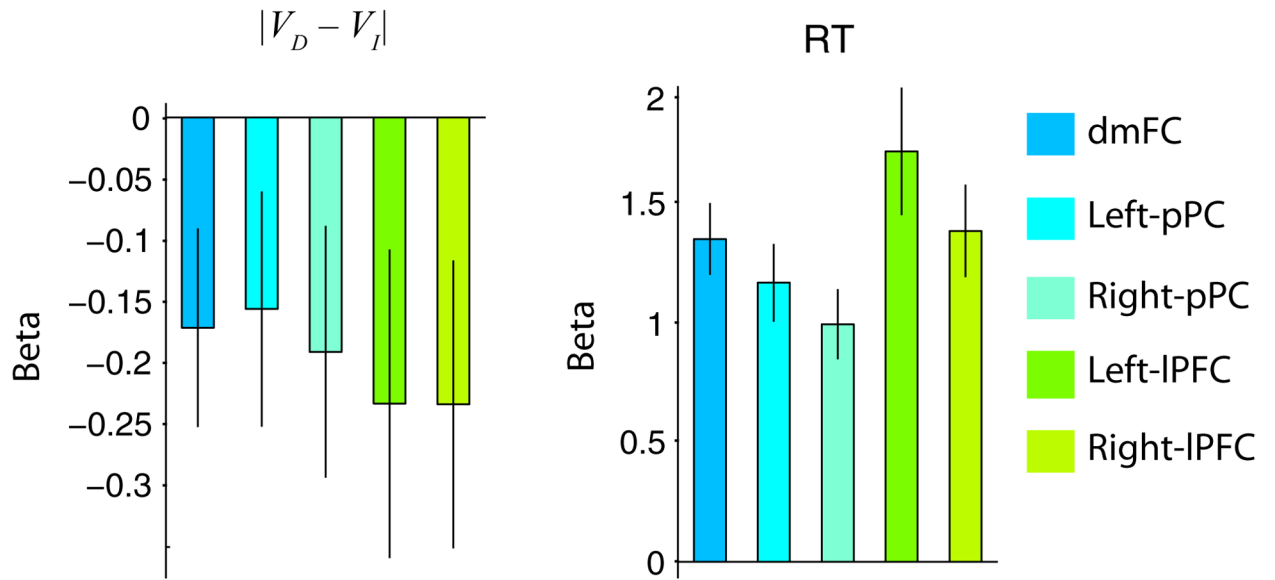 |V_D – V_I|
0
−0.05
−0.1
−0.15
−0.2
−0.25
−0.3
Beta
RT
2
1.5
1
0.5
0
Beta
dmFC
Left-pPC
Right-pPC
Left-lPFC
Right-lPFC